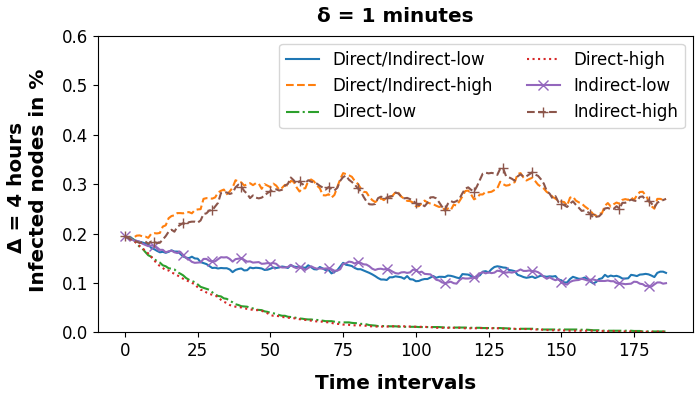 δ = 1 minutes
Δ = 4 hours
Infected nodes in %
0.6
0.5
0.4
0.3
0.2
0.1
0.0
Direct/Indirect-low
Direct/Indirect-high
Direct-low
Direct-high
Indirect-low
Indirect-high
0 25 50 75 100 125 150 175
Time intervals